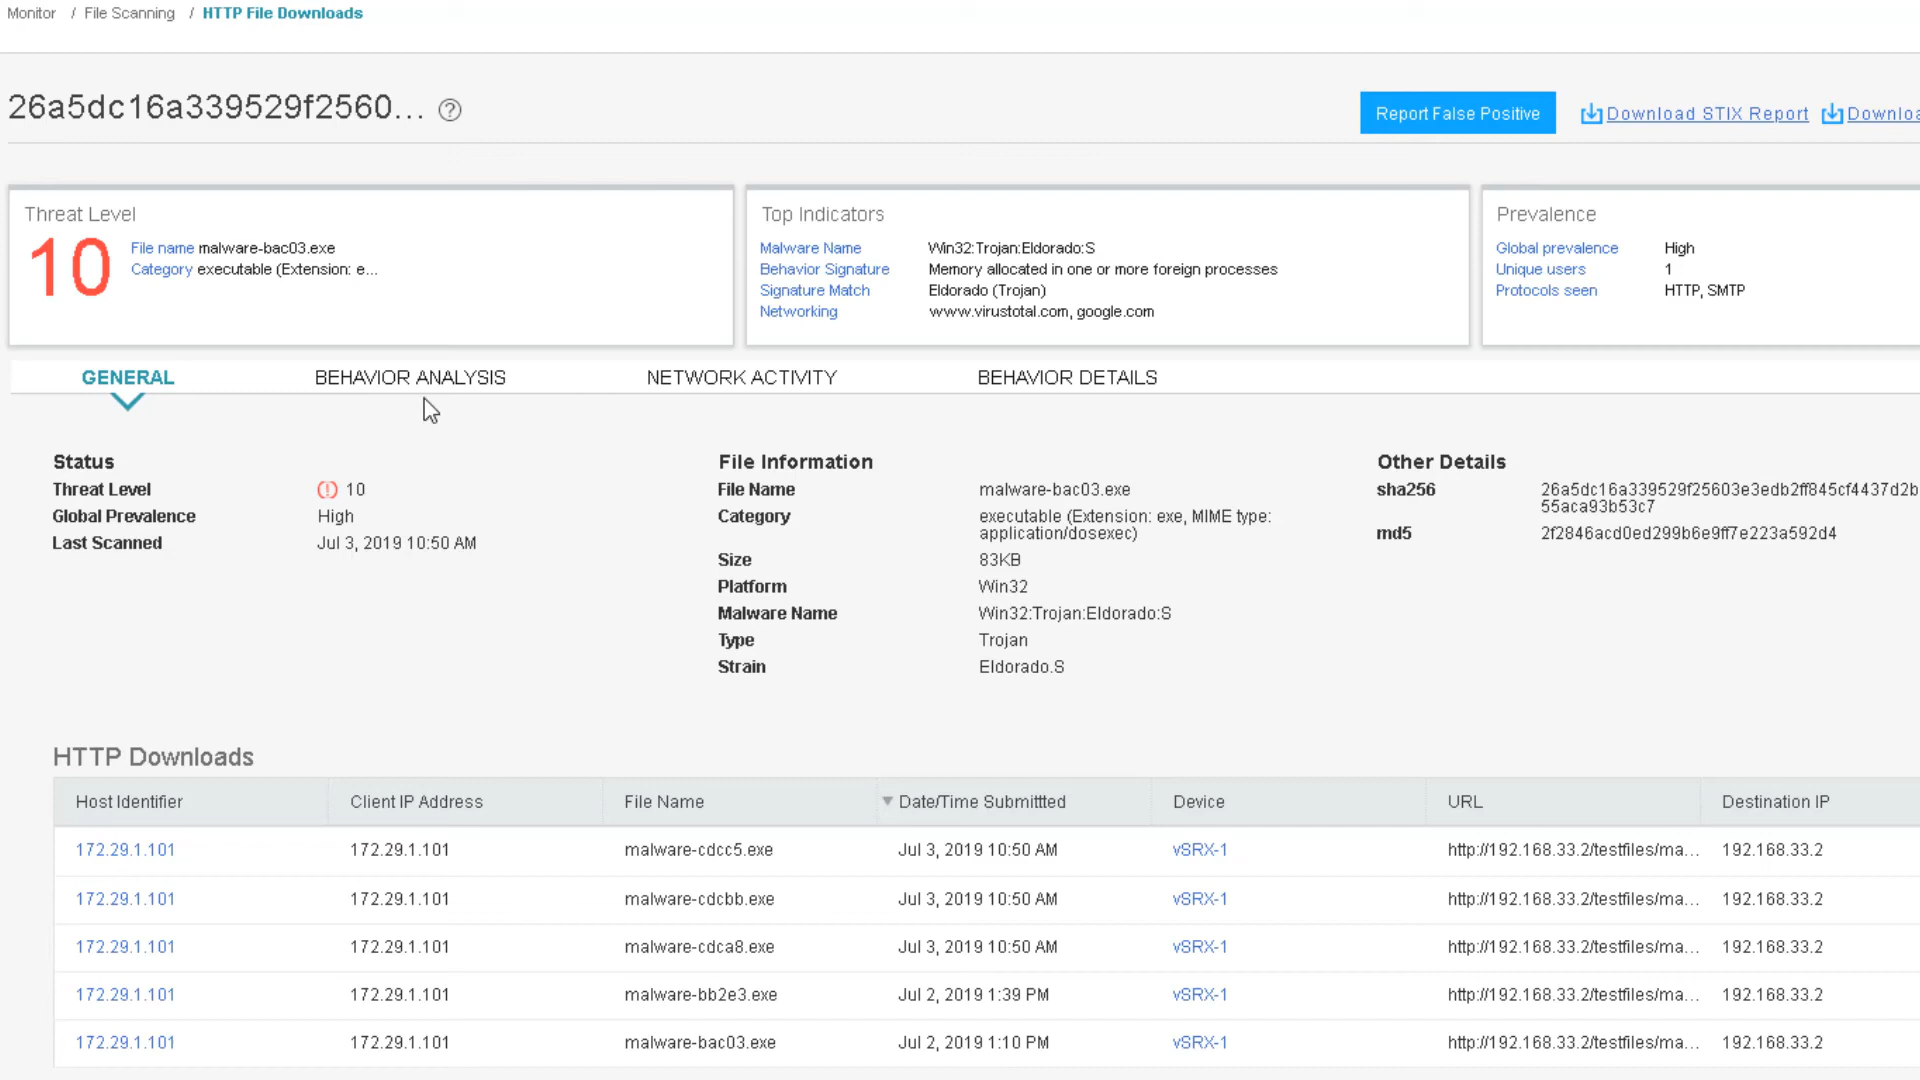 Monitor / File Scanning / HTTP File Downloads
26a5dc16a339529f2560... ?
Report False Positive
Download STIX Report
Threat Level
10
File name malware-bac03.exe
Category executable (Extension: e...
Top Indicators
Malware Name Win32:Trojan:Eldorado:S
Behavior Signature Memory allocated in one or more foreign processes
Signature Match Eldorado (Trojan)
Networking www.virustotal.com, google.com
Prevalence
Global prevalence High
Unique users 1
Protocols seen HTTP, SMTP
GENERAL BEHAVIOR ANALYSIS NETWORK ACTIVITY BEHAVIOR DETAILS
Status
Threat Level (!) 10
Global Prevalence High
Last Scanned Jul 3, 2019 10:50 AM
File Information
File Name malware-bac03.exe
Category executable (Extension: exe, MIME type:
application/dosexec)
Size 83KB
Platform Win32
Malware Name Win32:Trojan:Eldorado:S
Type Trojan
Strain Eldorado.S
Other Details
sha256 26a5dc16a339529f25603e3edb2ff845cf4437d2b
55aca93b53c7
md5 2f2846acd0ed299b6e9ff7e223a592d4
HTTP Downloads
Host Identifier Client IP Address File Name Date/Time Submittted Device URL Destination IP
172.29.1.101 172.29.1.101 malware-cdcc5.exe Jul 3, 2019 10:50 AM vSRX-1 http://192.168.33.2/testfiles/ma... 192.168.33.2
172.29.1.101 172.29.1.101 malware-cdcbb.exe Jul 3, 2019 10:50 AM vSRX-1 http://192.168.33.2/testfiles/ma... 192.168.33.2
172.29.1.101 172.29.1.101 malware-cdca8.exe Jul 3, 2019 10:50 AM vSRX-1 http://192.168.33.2/testfiles/ma... 192.168.33.2
172.29.1.101 172.29.1.101 malware-bb2e3.exe Jul 2, 2019 1:39 PM vSRX-1 http://192.168.33.2/testfiles/ma... 192.168.33.2
172.29.1.101 172.29.1.101 malware-bac03.exe Jul 2, 2019 1:10 PM vSRX-1 http://192.168.33.2/testfiles/ma... 192.168.33.2